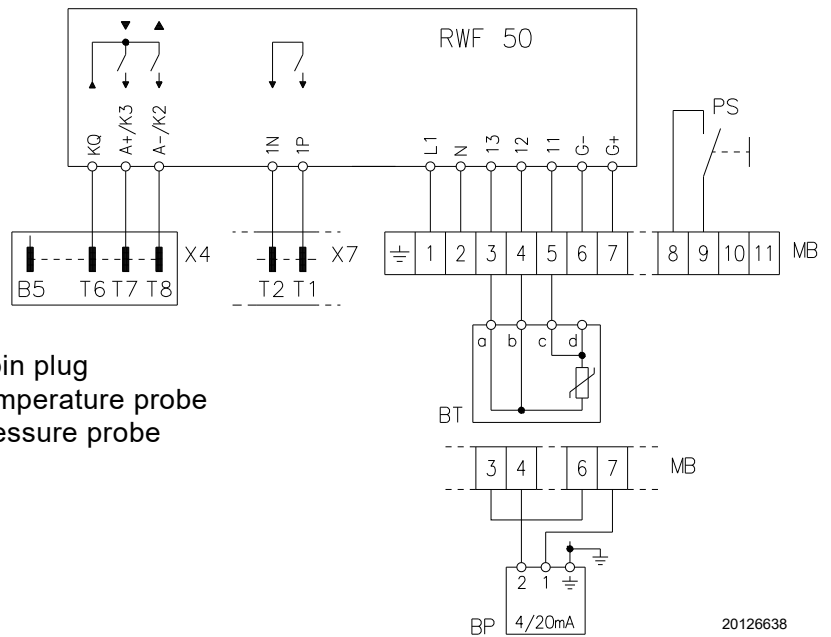 RWF 50
KQ A+/K3 A-/K2 1N 1P L1 N 13 12 11 G- G+
PS
B5 T6 T7 T8 X4
T2 T1 X7
1 2 3 4 5 6 7 8 9 10 11 MB
a b c d
BT
in plug
mperature probe
essure probe
3 4 6 7 MB
2 1
BP 4/20mA
20126638